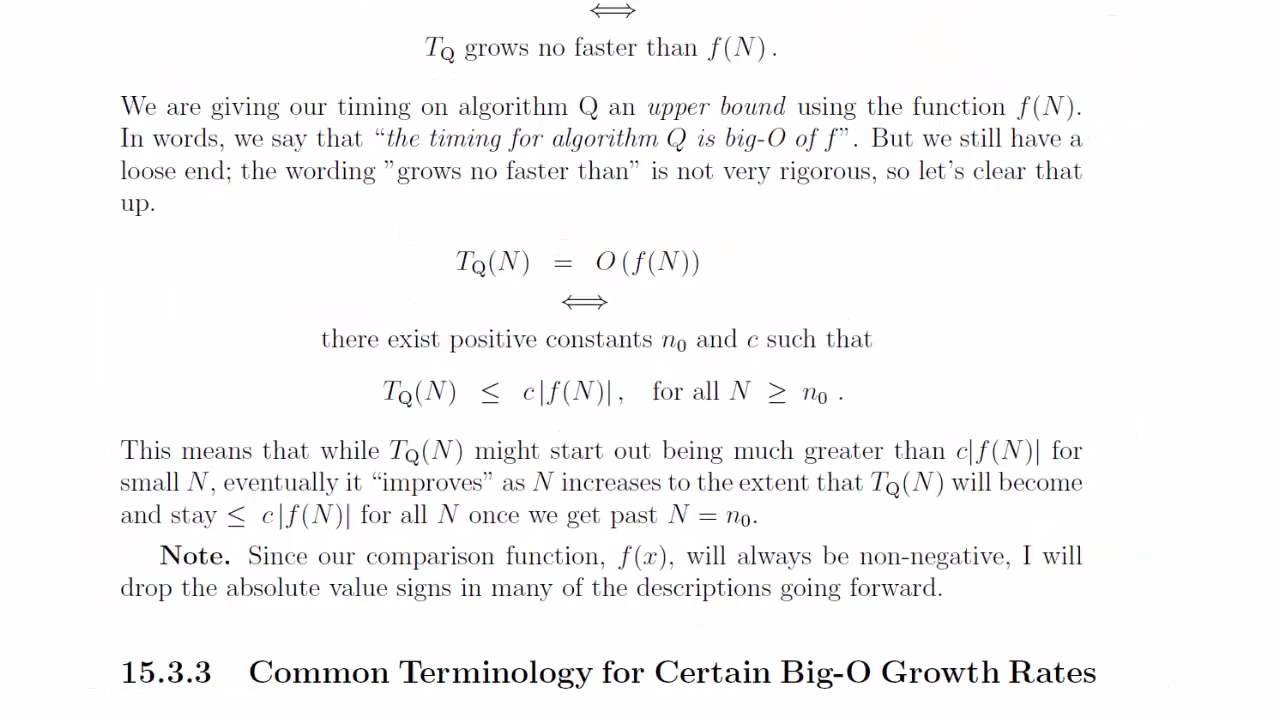 ⟺
T_Q grows no faster than f(N).
We are giving our timing on algorithm Q an upper bound using the function f(N).
In words, we say that “the timing for algorithm Q is big-O of f”. But we still have a
loose end; the wording ”grows no faster than” is not very rigorous, so let’s clear that
up.
T_Q(N) = O(f(N))
⟺
there exist positive constants n₀ and c such that
T_Q(N) ≤ c|f(N)|, for all N ≥ n₀.
This means that while T_Q(N) might start out being much greater than c|f(N)| for
small N, eventually it “improves” as N increases to the extent that T_Q(N) will become
and stay ≤ c|f(N)| for all N once we get past N = n₀.
Note. Since our comparison function, f(x), will always be non-negative, I will
drop the absolute value signs in many of the descriptions going forward.
15.3.3 Common Terminology for Certain Big-O Growth Rates